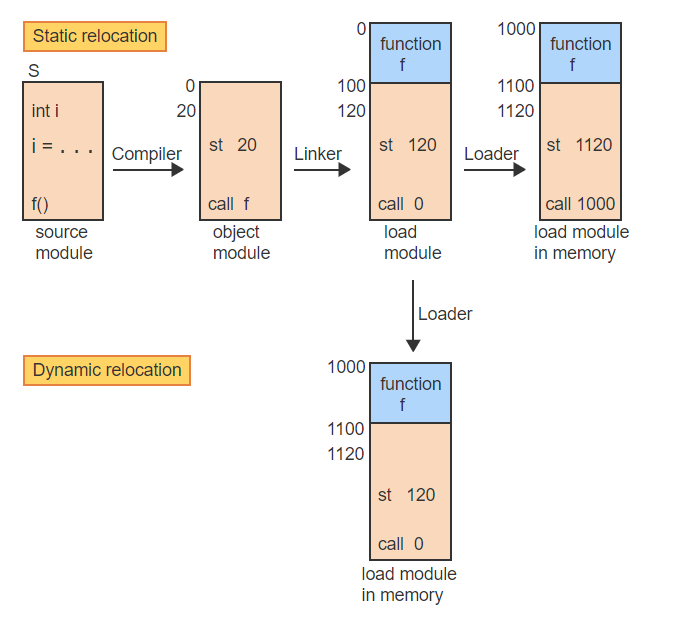 Static relocation
S
int i
i = . . .
f()
source
module
Compiler
0
20
st 20
call f
object
module
Linker
0
function
f
100
120
st 120
call 0
load
module
Loader
1000
function
f
1100
1120
st 1120
call 1000
load module
in memory
Loader
Dynamic relocation
1000
function
f
1100
1120
st 120
call 0
load module
in memory